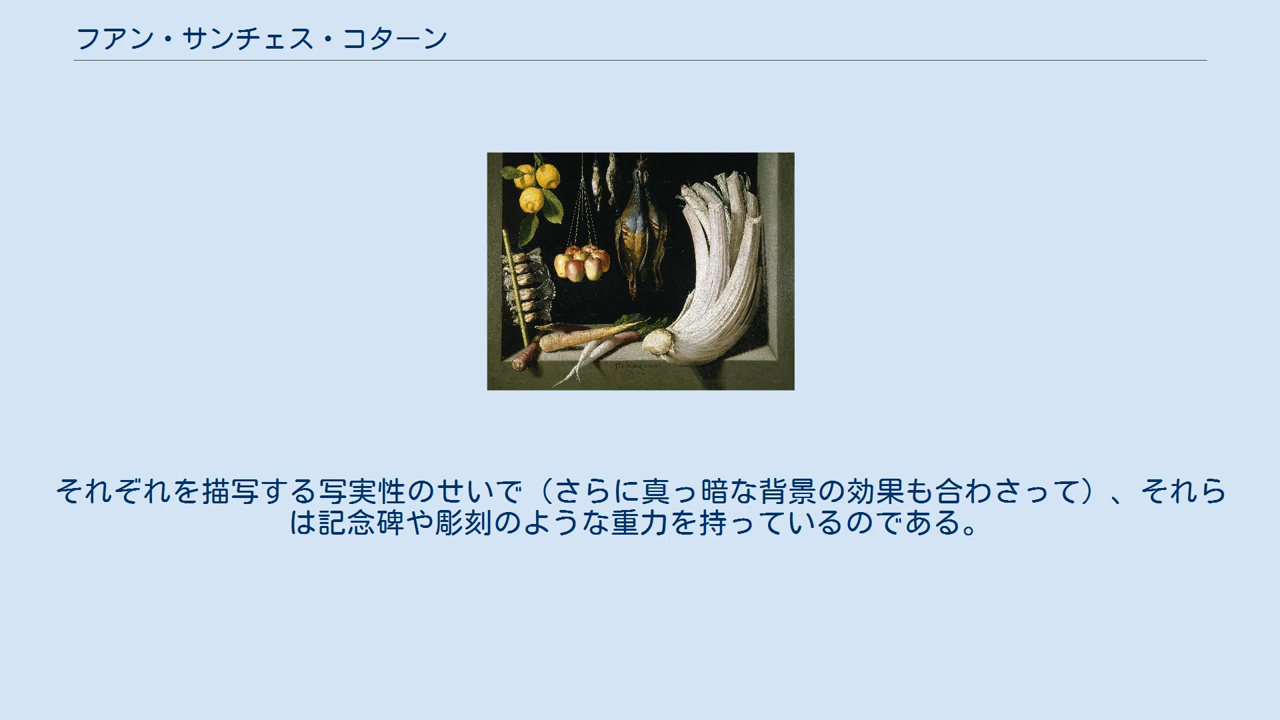 フアン・サンチェス・コターン
それぞれを描写する写実性のせいで（さらに真っ暗な背景の効果も合わさって）、それら
は記念碑や彫刻のような重力を持っているのである。